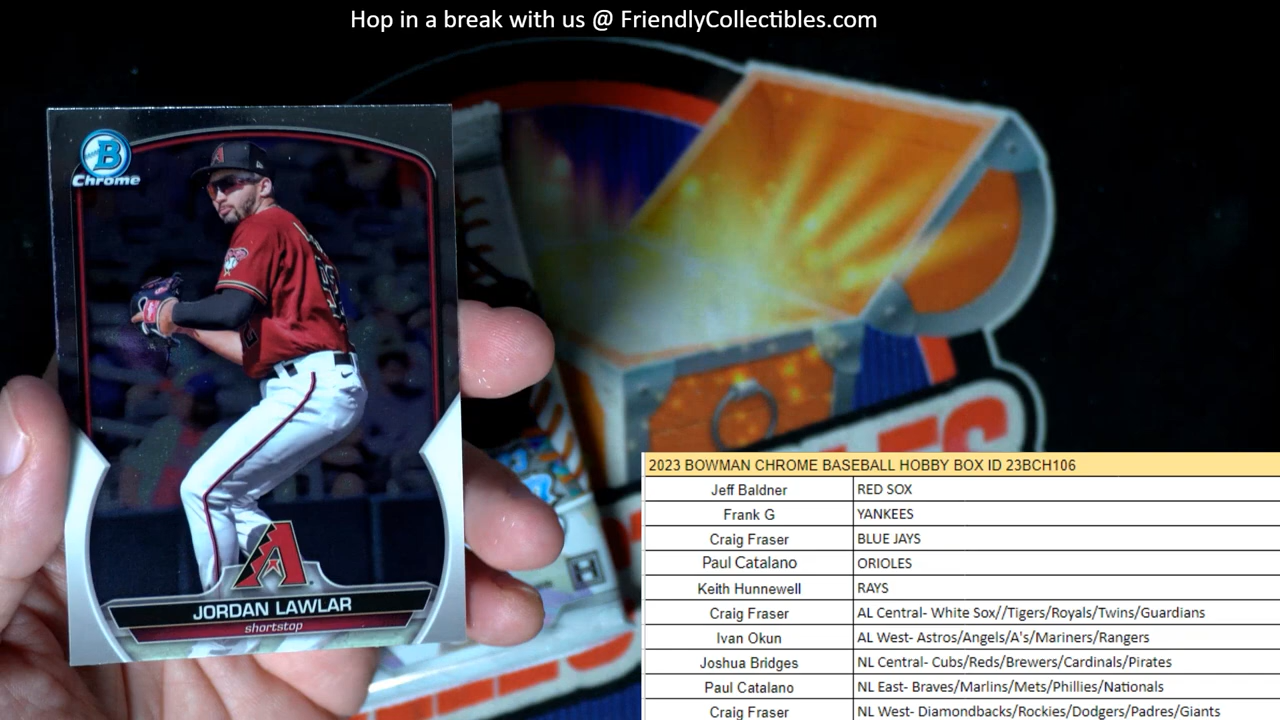 Hop in a break with us @ FriendlyCollectibles.com
B
Chrome
A
JORDAN LAWLAR
shortstop
H
2023 BOWMAN CHROME BASEBALL HOBBY BOX ID 23BCH106
Jeff Baldner RED SOX
Frank G YANKEES
Craig Fraser BLUE JAYS
Paul Catalano ORIOLES
Keith Hunnewell RAYS
Craig Fraser AL Central- White Sox//Tigers/Royals/Twins/Guardians
Ivan Okun AL West- Astros/Angels/A's/Mariners/Rangers
Joshua Bridges NL Central- Cubs/Reds/Brewers/Cardinals/Pirates
Paul Catalano NL East- Braves/Marlins/Mets/Phillies/Nationals
Craig Fraser NL West- Diamondbacks/Rockies/Dodgers/Padres/Giants